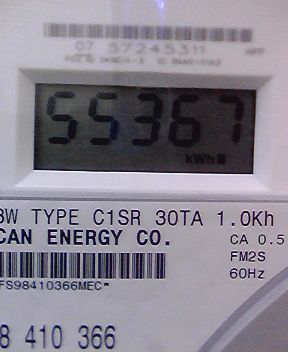 07 57245311
55367
kWh
3W TYPE C1SR 30TA 1.0Kh
CAN ENERGY CO.
CA 0.5
FM2S
60Hz
FS98410366MEC*
8 410 366